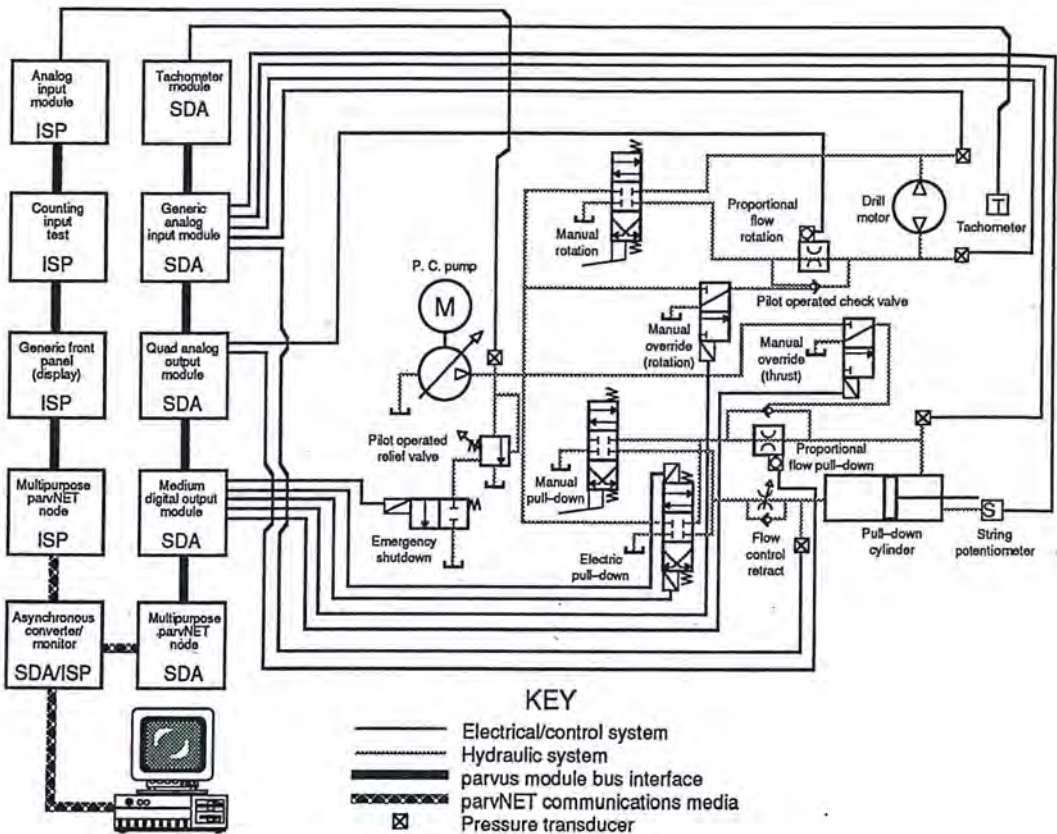 Analog
input
module
ISP
Tachometer
module
SDA
Counting
input
test
ISP
Generic
analog
input module
SDA
Generic front
panel
(display)
ISP
Quad analog
output
module
SDA
Multipurpose
parvNET
node
ISP
Medium
digital output
module
SDA
Asynchronous
converter/
monitor
SDA/ISP
Multipurpose
parvNET
node
SDA
P. C. pump
M
Manual
rotation
Proportional
flow
rotation
Drill
motor
T
Tachometer
Pilot operated check valve
Manual
override
(rotation)
Manual
override
(thrust)
Pilot operated
relief valve
Manual
pull-down
Proportional
flow pull-down
Emergency
shutdown
Electric
pull-down
Flow
control
retract
Pull-down
cylinder
S
String
potentiometer
KEY
Electrical/control system
Hydraulic system
parvus module bus interface
parvNET communications media
Pressure transducer